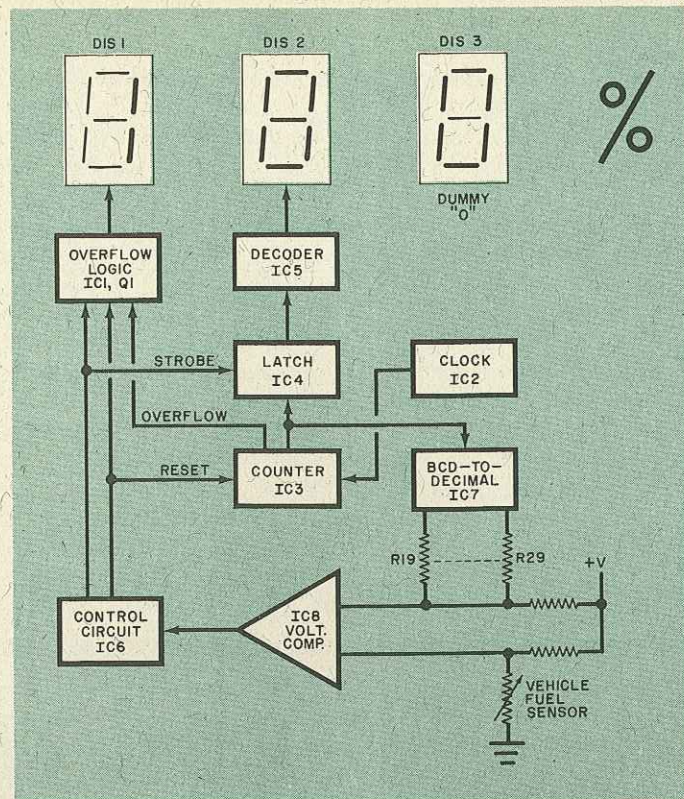 DIS 1
DIS 2
DIS 3
%
DUMMY
"O"
OVERFLOW
LOGIC
IC1, Q1
DECODER
IC5
STROBE
LATCH
IC4
CLOCK
IC2
OVERFLOW
RESET
COUNTER
IC3
BCD-TO-
DECIMAL
IC7
R19
R29
+V
CONTROL
CIRCUIT
IC6
IC8
VOLT.
COMP.
VEHICLE
FUEL
SENSOR